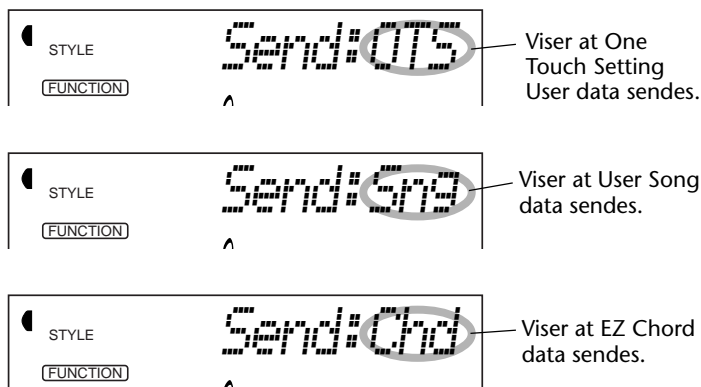 STYLE
Send:OTS
FUNCTION
Viser at One
Touch Setting
User data sendes.
STYLE
Send:Sng
FUNCTION
Viser at User Song
data sendes.
STYLE
Send:Chd
FUNCTION
Viser at EZ Chord
data sendes.